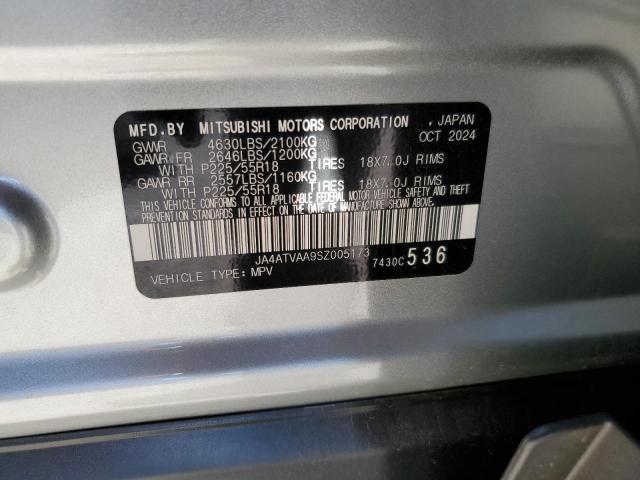 MFD.BY MITSUBISHI MOTORS CORPORATION , JAPAN
GVWR 4630LBS/2100KG OCT 2024
GAWR FR 2646LBS/1200KG
WITH P225/55R18 TIRES 18X7.0J RIMS
GAWR RR 2557LBS/1160KG
WITH P225/55R18 TIRES 18X7.0J RIMS
THIS VEHICLE CONFORMS TO ALL APPLICABLE FEDERAL MOTOR VEHICLE SAFETY AND THEFT
PREVENTION STANDARDS IN EFFECT ON THE DATE OF MANUFACTURE SHOWN ABOVE.
JA4ATVAA9SZ005173
VEHICLE TYPE: MPV 7430C 536